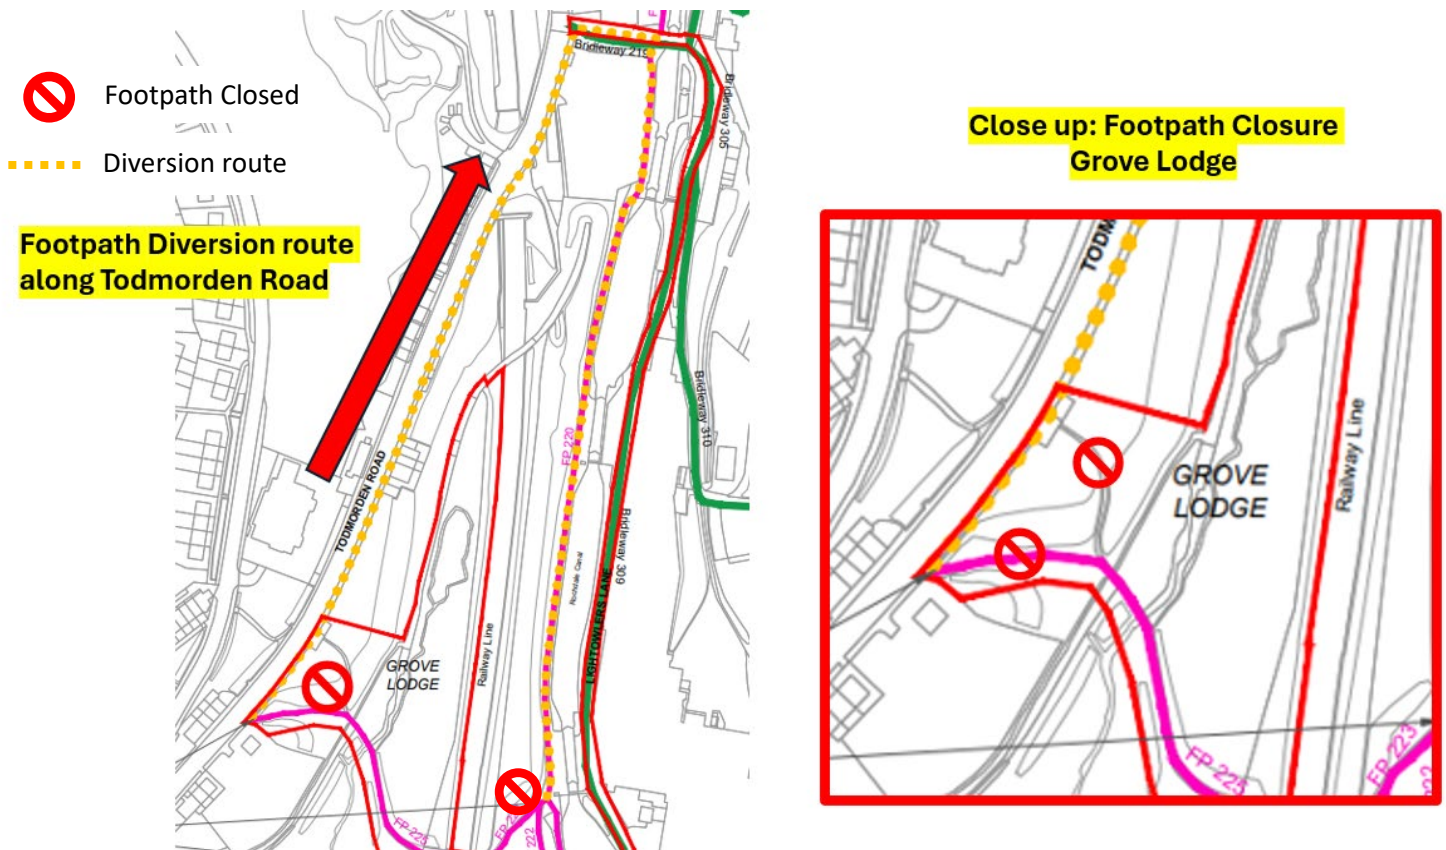 Footpath Closed
Diversion route
Footpath Diversion route
along Todmorden Road
Bridleway 219
Bridleway 305
Bridleway 310
TODMORDEN ROAD
FP 220
Rochdale Canal
Bridleway 309
LIGHTOWLERS LANE
Railway Line
GROVE
LODGE
FP-225
222
Close up: Footpath Closure
Grove Lodge
TODM
GROVE
LODGE
Railway Line
FP-225
FP-223
222